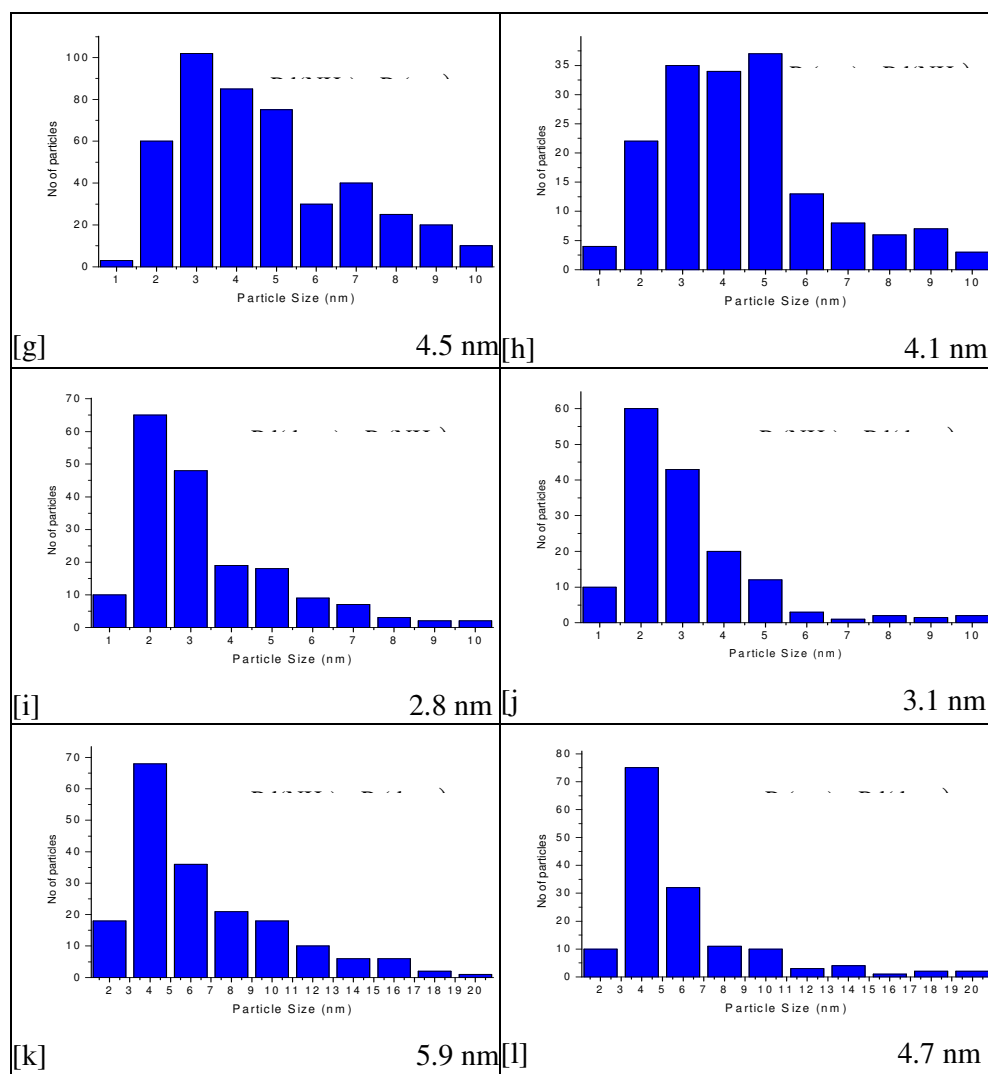 100
80
60
40
20
0
No of particles
1 2 3 4 5 6 7 8 9 10
Particle Size (nm)
[g] 4.5 nm
35
30
25
20
15
10
5
0
No of particles
1 2 3 4 5 6 7 8 9 10
Particle Size (nm)
[h] 4.1 nm
70
60
50
40
30
20
10
0
No of particles
1 2 3 4 5 6 7 8 9 10
Particle Size (nm)
[i] 2.8 nm
60
50
40
30
20
10
0
No of particles
1 2 3 4 5 6 7 8 9 10
Particle Size (nm)
[j 3.1 nm
70
60
50
40
30
20
10
0
No of particles
2 3 4 5 6 7 8 9 10 11 12 13 14 15 16 17 18 19 20
Particle Size (nm)
[k] 5.9 nm
80
70
60
50
40
30
20
10
0
No of particles
2 3 4 5 6 7 8 9 10 11 12 13 14 15 16 17 18 19 20
Particle Size (nm)
[l] 4.7 nm